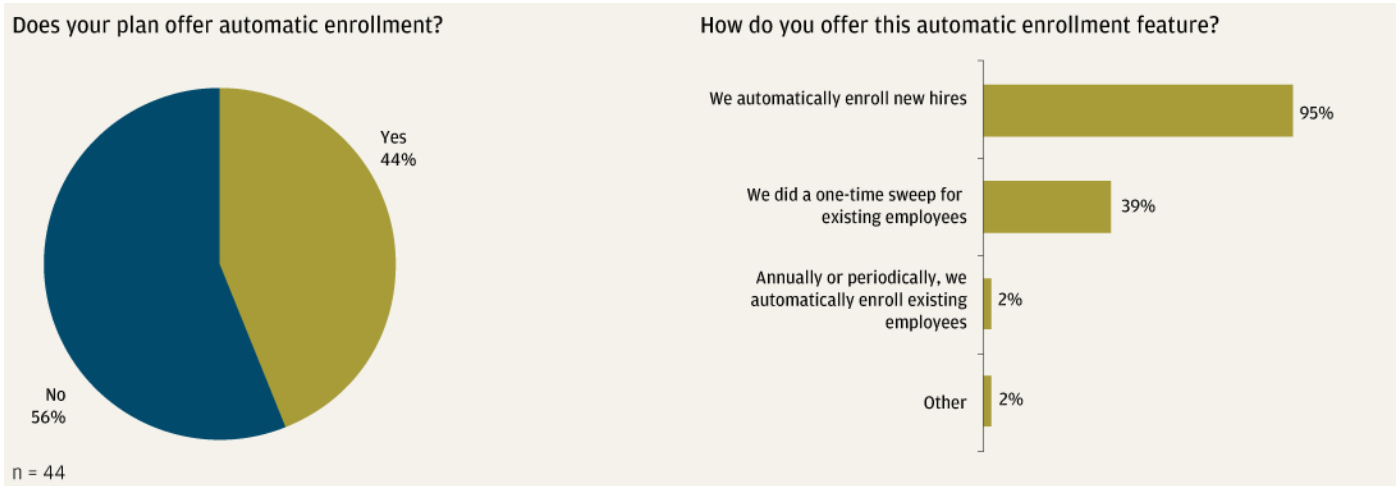 Does your plan offer automatic enrollment?
Yes
44%
No
56%
n = 44
How do you offer this automatic enrollment feature?
We automatically enroll new hires
95%
We did a one-time sweep for
existing employees
39%
Annually or periodically, we
automatically enroll existing
employees
2%
Other
2%